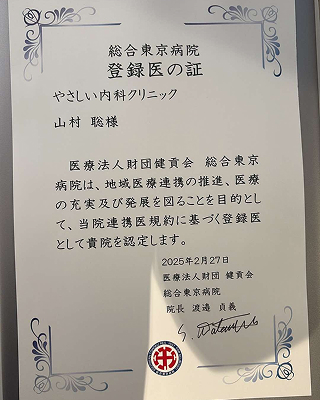 総合東京病院
登録医の証
やさしい内科クリニック
山村 聡様
医療法人財団健貢会 総合東京
病院は、地域医療連携の推進、医療
の充実及び発展を図ることを目的とし
て、当院連携医規約に基づく登録医
として貴院を認定します。
2025年2月27日
医療法人財団 健貢会
総合東京病院
院長 渡邉 貞義